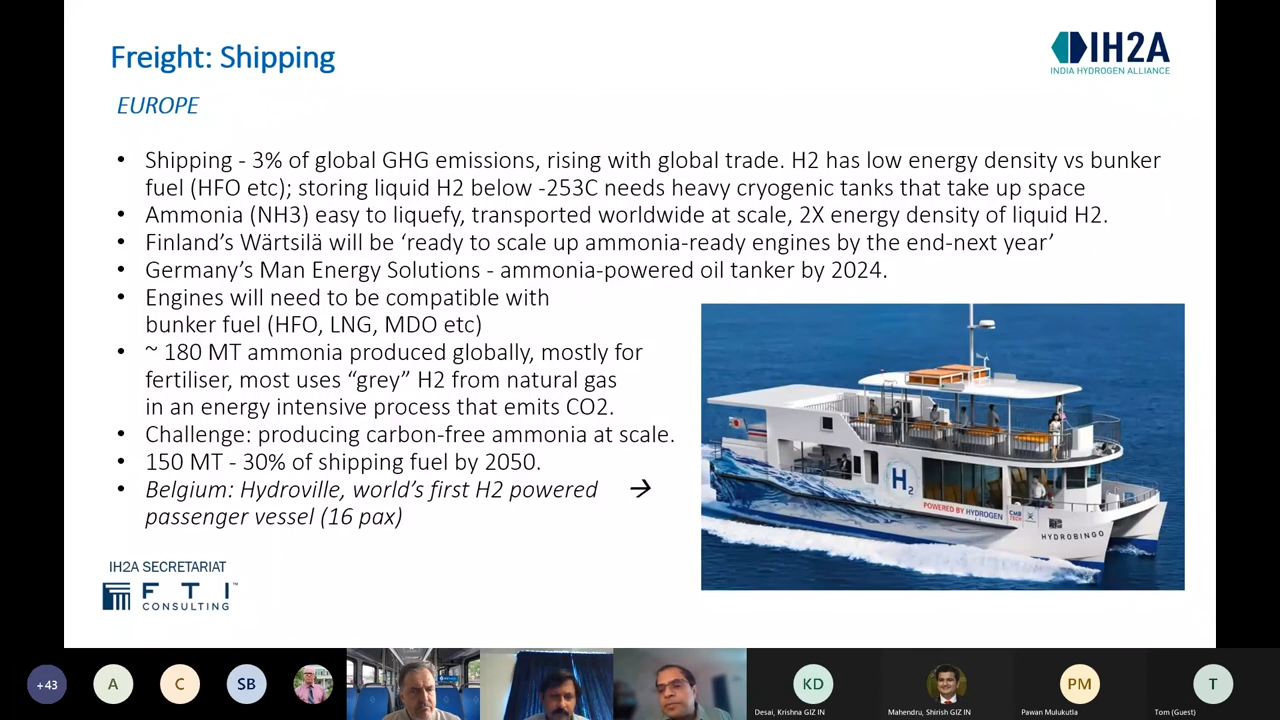 Freight: Shipping
IH2A
INDIA HYDROGEN ALLIANCE
EUROPE
• Shipping - 3% of global GHG emissions, rising with global trade. H2 has low energy density vs bunker
fuel (HFO etc); storing liquid H2 below -253C needs heavy cryogenic tanks that take up space
• Ammonia (NH3) easy to liquefy, transported worldwide at scale, 2X energy density of liquid H2.
• Finland’s Wärtsilä will be ‘ready to scale up ammonia-ready engines by the end-next year’
• Germany’s Man Energy Solutions - ammonia-powered oil tanker by 2024.
• Engines will need to be compatible with
bunker fuel (HFO, LNG, MDO etc)
• ~ 180 MT ammonia produced globally, mostly for
fertiliser, most uses “grey” H2 from natural gas
in an energy intensive process that emits CO2.
• Challenge: producing carbon-free ammonia at scale.
• 150 MT - 30% of shipping fuel by 2050.
• Belgium: Hydroville, world’s first H2 powered →
passenger vessel (16 pax)
H2
POWERED BY HYDROGEN
CMB
TECH
HYDROBINGO
IH2A SECRETARIAT
F T I ™
CONSULTING
+43
A
C
SB
KD
PM
T
Desai, Krishna GIZ IN
Mahendru, Shirish GIZ IN
Pawan Mulukutla
Tom (Guest)